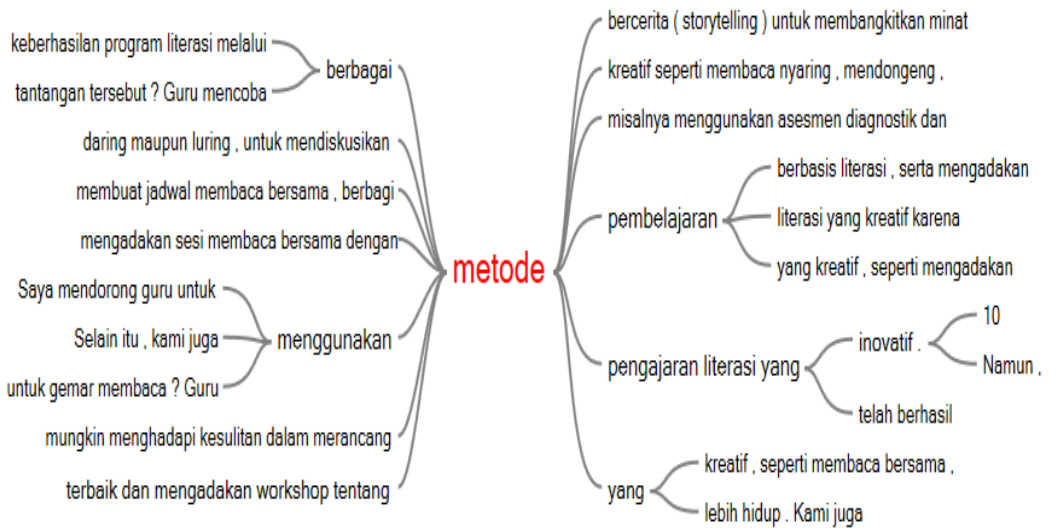 keberhasilan program literasi melalui
tantangan tersebut ? Guru mencoba
berbagai
daring maupun luring , untuk mendiskusikan
membuat jadwal membaca bersama , berbagi
mengadakan sesi membaca bersama dengan
Saya mendorong guru untuk
Selain itu , kami juga
untuk gemar membaca ? Guru
menggunakan
mungkin menghadapi kesulitan dalam merancang
terbaik dan mengadakan workshop tentang
metode
bercerita ( storytelling ) untuk membangkitkan minat
kreatif seperti membaca nyaring , mendongeng ,
misalnya menggunakan asesmen diagnostik dan
pembelajaran
berbasis literasi , serta mengadakan
literasi yang kreatif karena
yang kreatif , seperti mengadakan
pengajaran literasi yang
inovatif .
10
Namun ,
telah berhasil
yang
kreatif , seperti membaca bersama ,
lebih hidup . Kami juga